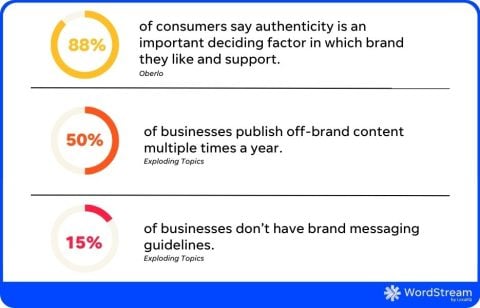 88%
of consumers say authenticity is an
important deciding factor in which brand
they like and support.
Oberlo
50%
of businesses publish off-brand content
multiple times a year.
Exploding Topics
15%
of businesses don't have brand messaging
guidelines.
Exploding Topics
WordStream
by LocaliQ